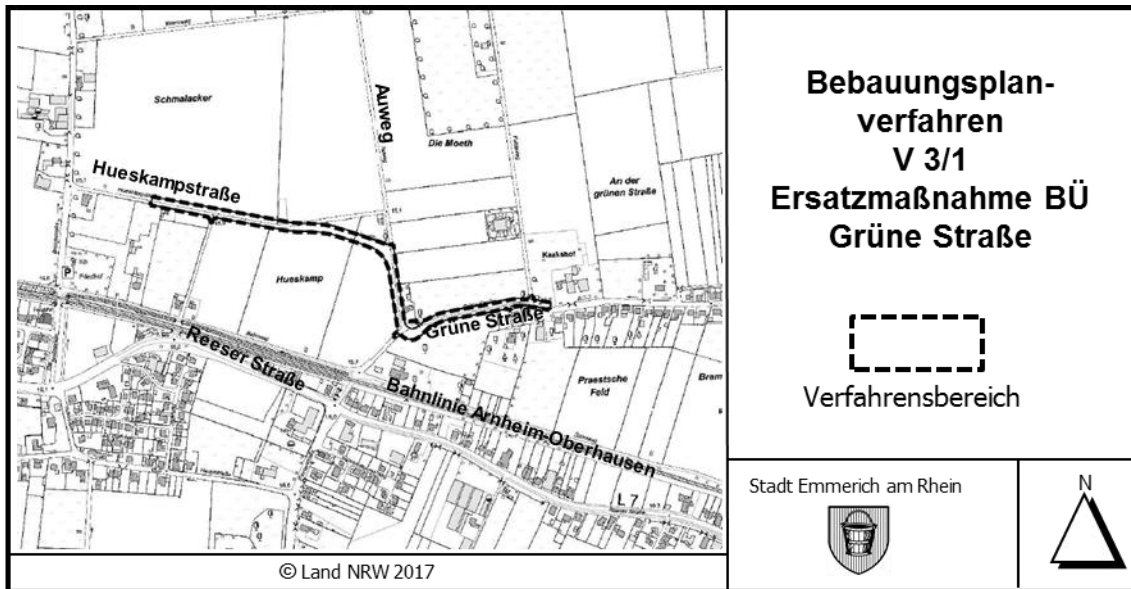 Schmalacker
Auweg
Die Moeth
Hueskampstraße
An der
grünen Straße
Kaakshof
Hueskamp
Grüne Straße
Reeser Straße
Bahnlinie Arnheim-Oberhausen
Praestsche
Feld
Bram
L 7
© Land NRW 2017
Bebauungsplan-
verfahren
V 3/1
Ersatzmaßnahme BÜ
Grüne Straße
Verfahrensbereich
Stadt Emmerich am Rhein
N